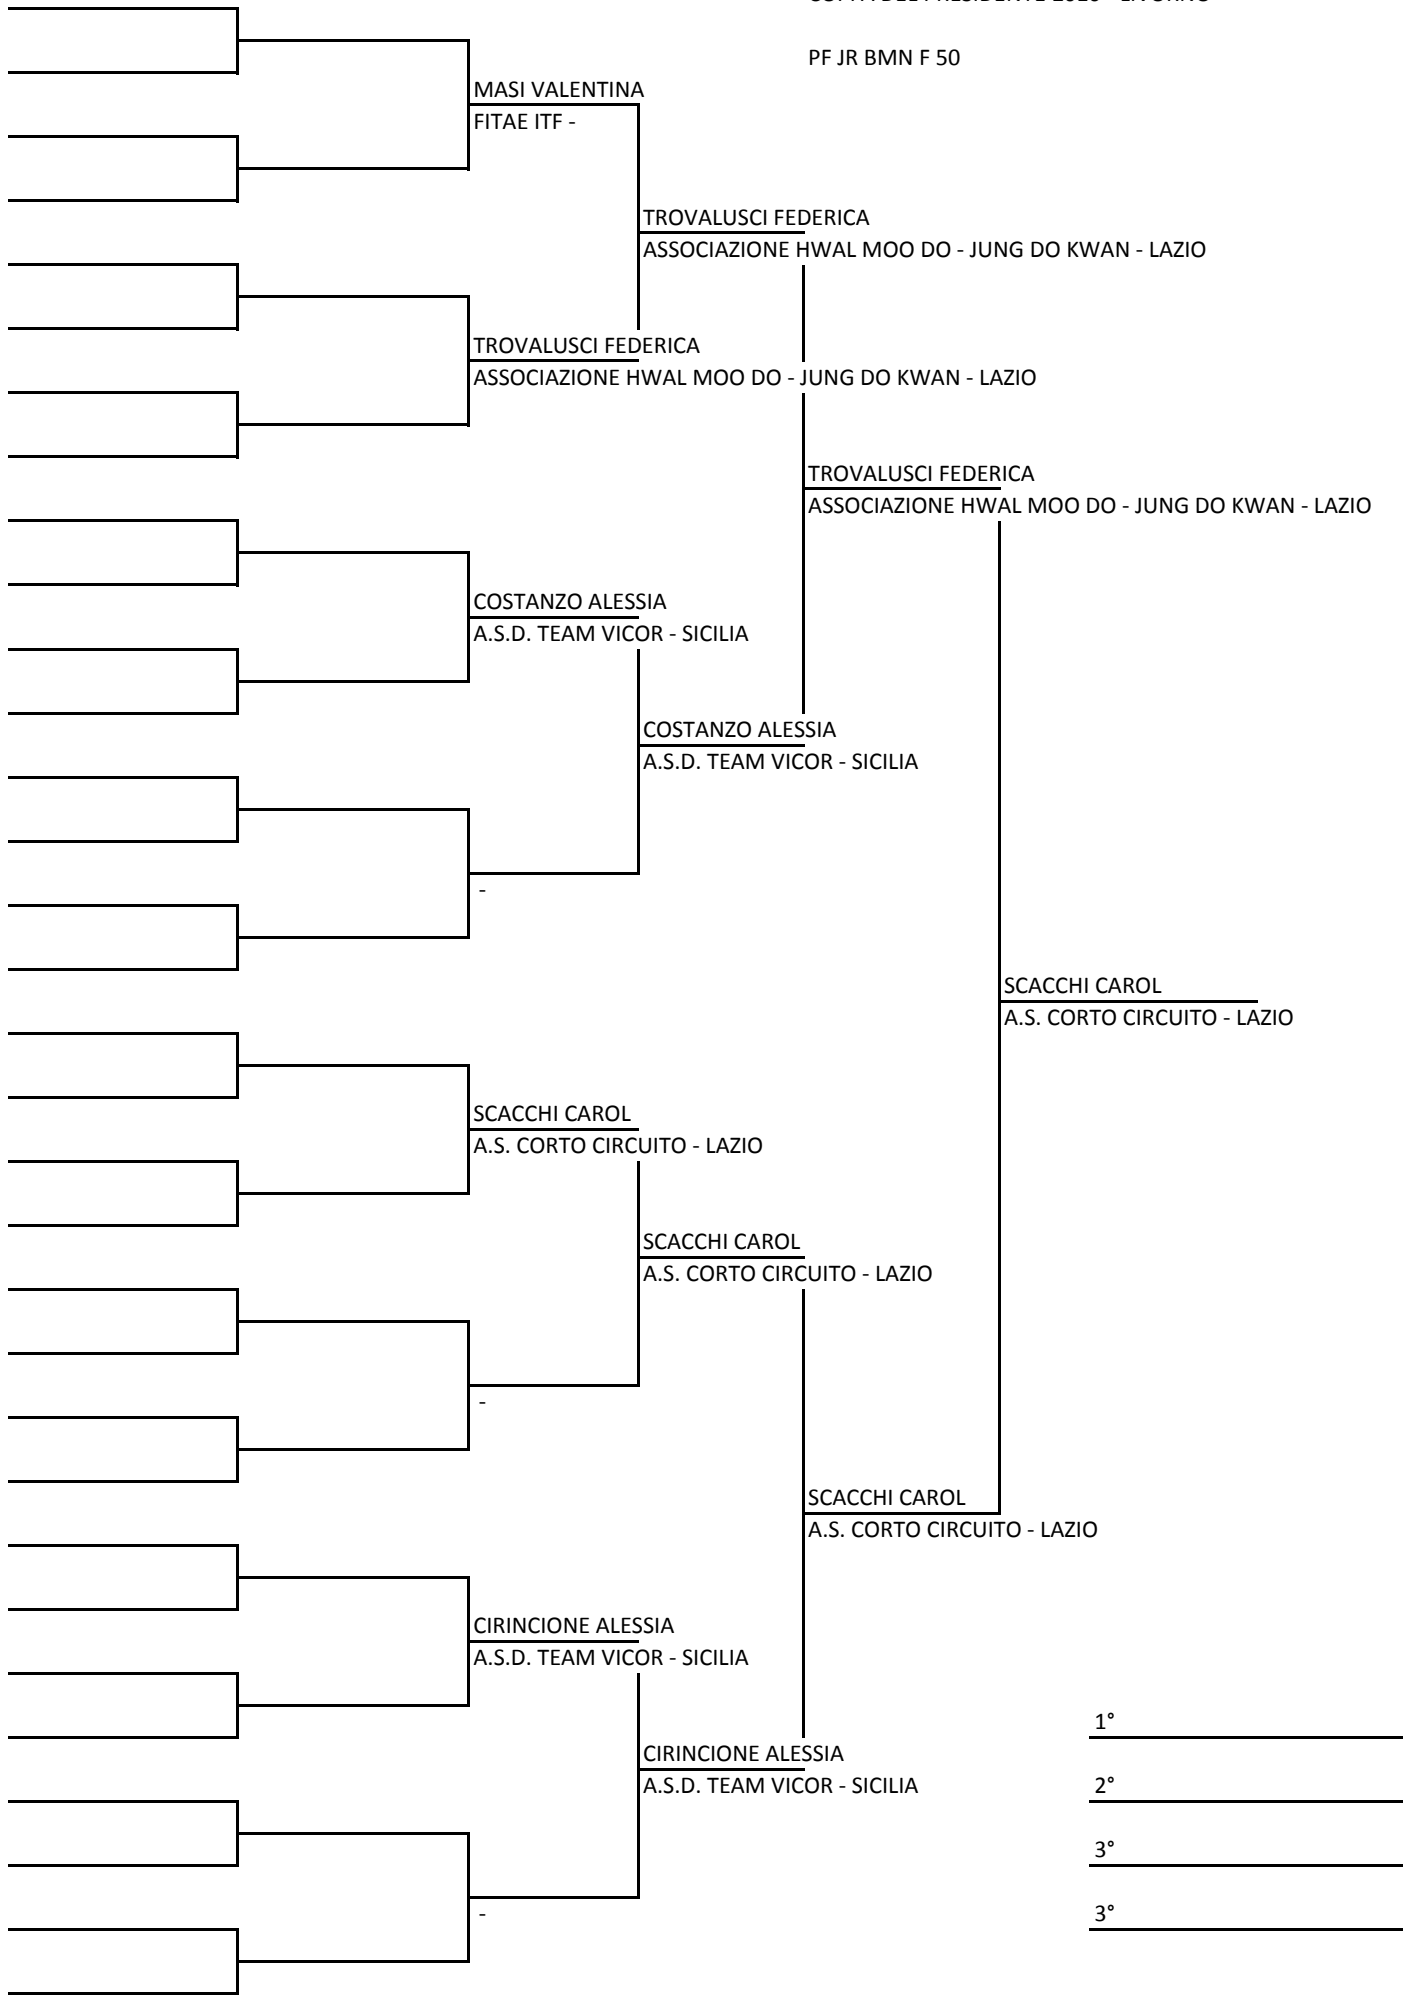 COPPA DEL PRESIDENTE - LIVORNO
PF JR BMN F 50
MASI VALENTINA
FITAE ITF -
TROVALUSCI FEDERICA
ASSOCIAZIONE HWAL MOO DO - JUNG DO KWAN - LAZIO
TROVALUSCI FEDERICA
ASSOCIAZIONE HWAL MOO DO - JUNG DO KWAN - LAZIO
TROVALUSCI FEDERICA
ASSOCIAZIONE HWAL MOO DO - JUNG DO KWAN - LAZIO
COSTANZO ALESSIA
A.S.D. TEAM VICOR - SICILIA
COSTANZO ALESSIA
A.S.D. TEAM VICOR - SICILIA
-
SCACCHI CAROL
A.S. CORTO CIRCUITO - LAZIO
SCACCHI CAROL
A.S. CORTO CIRCUITO - LAZIO
SCACCHI CAROL
A.S. CORTO CIRCUITO - LAZIO
-
SCACCHI CAROL
A.S. CORTO CIRCUITO - LAZIO
CIRINCIONE ALESSIA
A.S.D. TEAM VICOR - SICILIA
1°
CIRINCIONE ALESSIA
A.S.D. TEAM VICOR - SICILIA
2°
3°
-
3°